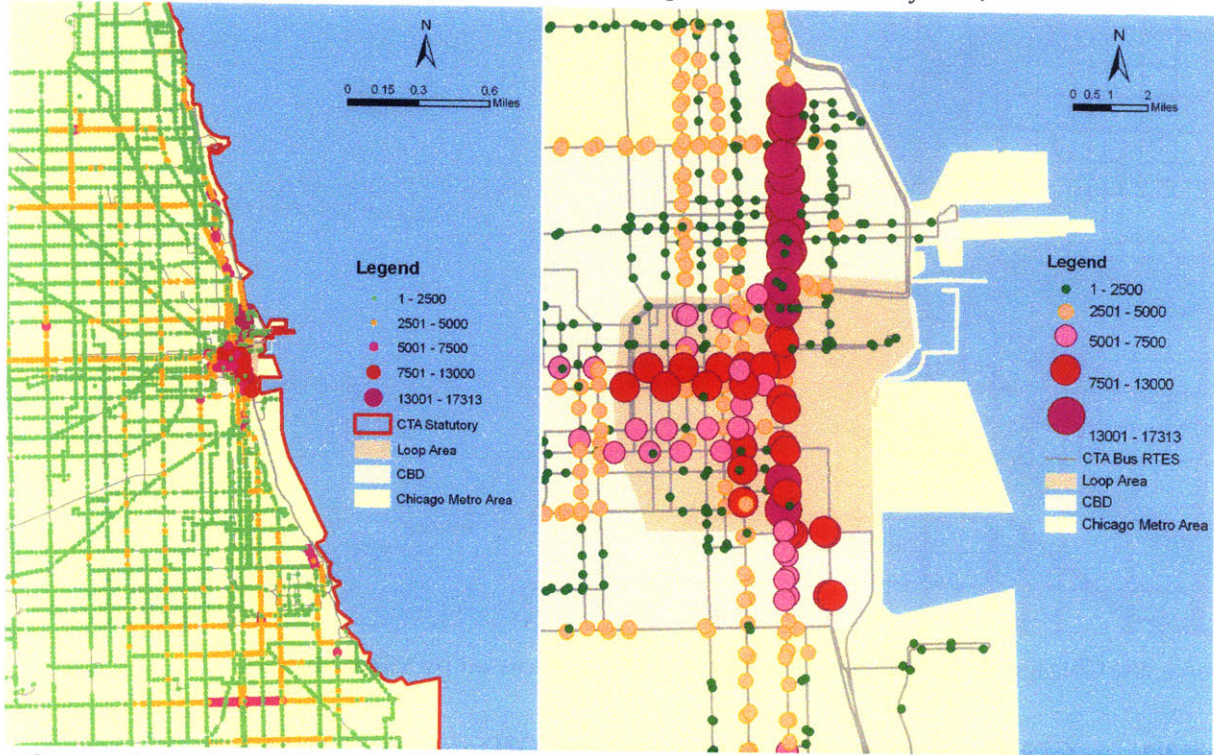 N
0 0.15 0.3 0.6
Miles
Legend
1 - 2500
2501 - 5000
5001 - 7500
7501 - 13000
13001 - 17313
CTA Statutory
Loop Area
CBD
Chicago Metro Area
N
0 0.5 1 2
Miles
Legend
1 - 2500
2501 - 5000
5001 - 7500
7501 - 13000
13001 - 17313
CTA Bus RTES
Loop Area
CBD
Chicago Metro Area